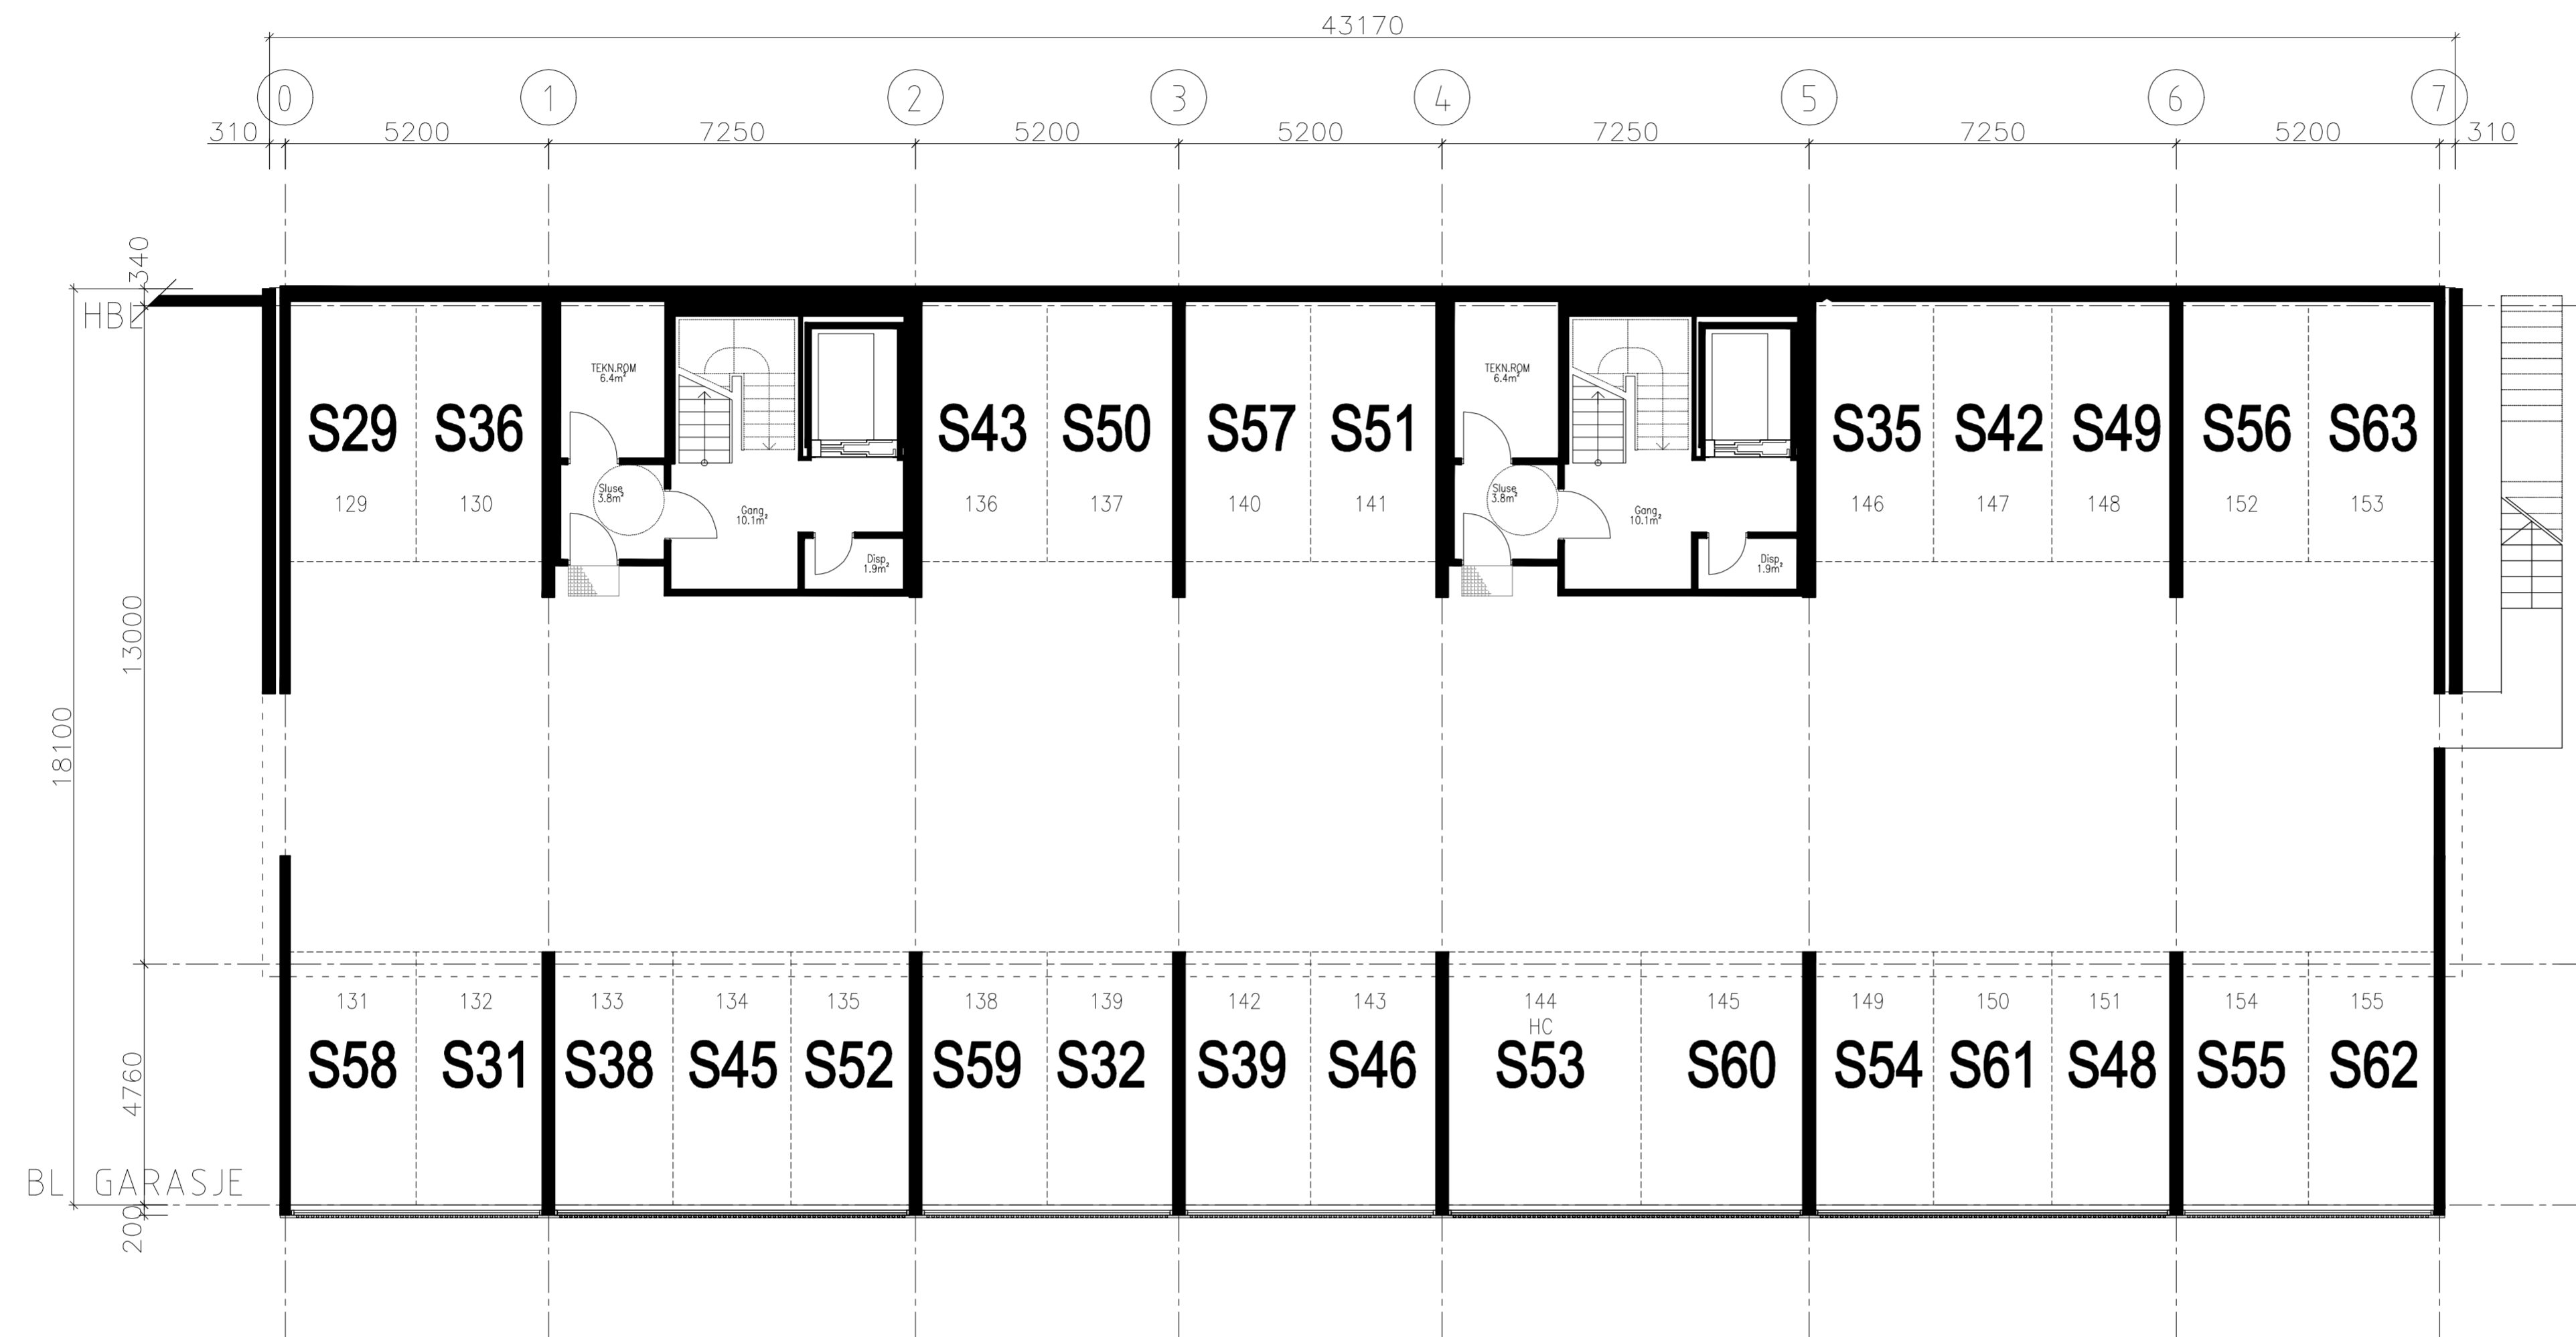 43170
0 1 2 3 4 5 6 7
310 5200 7250 5200 5200 7250 7250 5200 310
340
HBL
TEKN.ROM
6.4m²
TEKN.ROM
6.4m²
S29 S36 S43 S50 S57 S51 S35 S42 S49 S56 S63
129 130 136 137 140 141 146 147 148 152 153
Sluse
3.8m²
Gang
10.1m²
Disp
1.9m²
Sluse
3.8m²
Gang
10.1m²
Disp
1.9m²
13000
18100
131 132 133 134 135 138 139 142 143 144 145 149 150 151 154 155
HC
S58 S31 S38 S45 S52 S59 S32 S39 S46 S53 S60 S54 S61 S48 S55 S62
4760
BL GARASJE
200